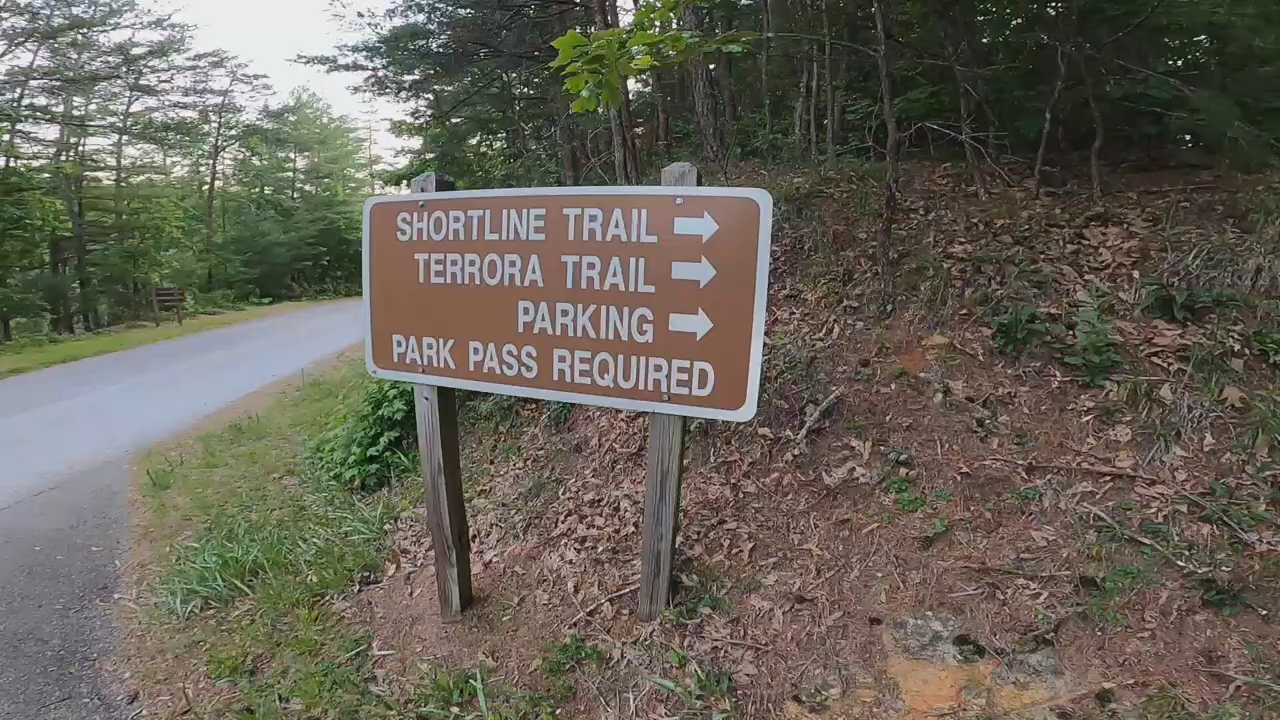 SHORTLINE TRAIL →
TERRORA TRAIL →
PARKING →
PARK PASS REQUIRED